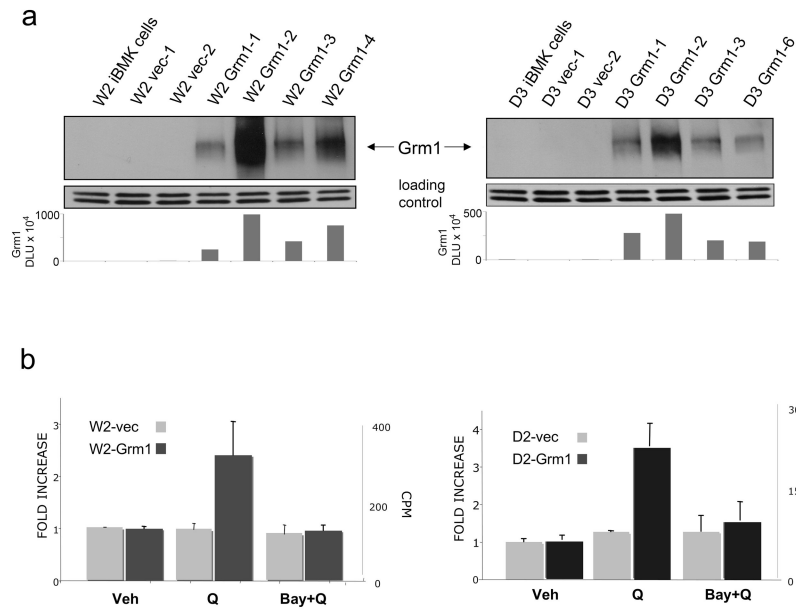 a
W2 iBMK cells
W2 vec-1
W2 vec-2
W2 Grm1-1
W2 Grm1-2
W2 Grm1-3
W2 Grm1-4
D3 iBMK cells
D3 vec-1
D3 vec-2
D3 Grm1-1
D3 Grm1-2
D3 Grm1-3
D3 Grm1-6
Grm1
loading
control
Grm1
DLU x 10⁴
1000
0
Grm1
DLU x 10⁴
500
0
b
FOLD INCREASE
3
2
1
0
W2-vec
W2-Grm1
400
200
0
CPM
Veh Q Bay+Q
FOLD INCREASE
4
3
2
1
0
D2-vec
D2-Grm1
Veh Q Bay+Q